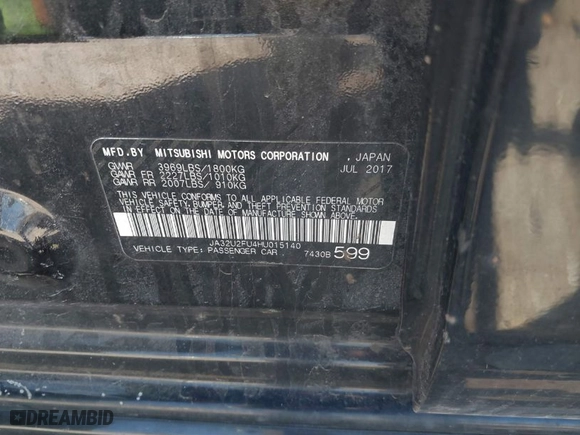 MFD.BY MITSUBISHI MOTORS CORPORATION , JAPAN
GVWR 3969LBS/1800KG JUL 2017
GAWR FR 2227LBS/1010KG
GAWR RR 2007LBS/ 910KG
THIS VEHICLE CONFORMS TO ALL APPLICABLE FEDERAL MOTOR
VEHICLE SAFETY, BUMPER, AND THEFT PREVENTION STANDARDS
IN EFFECT ON THE DATE OF MANUFACTURE SHOWN ABOVE.
JA32U2FU4HU015140
VEHICLE TYPE: PASSENGER CAR 7430B 599
DREAMBID